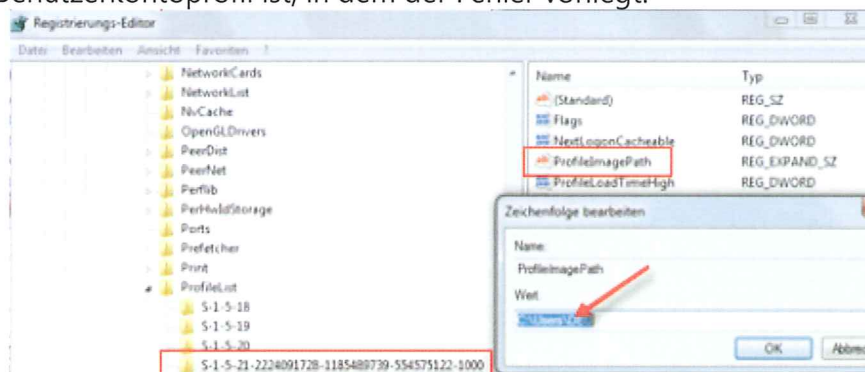 Benutzerkontoprofil ist, in dem der Fehler vorliegt.
Registrierungs-Editor
Datei Bearbeiten Ansicht Favoriten ?
NetworkCards
NetworkList
NvCache
OpenGLDrivers
PeerDist
PeerNet
Perflib
PerHwIdStorage
Ports
Prefetcher
Print
ProfileList
S-1-5-18
S-1-5-19
S-1-5-20
S-1-5-21-2224091728-1185489739-554575122-1000
Name Typ
(Standard) REG_SZ
Flags REG_DWORD
NextLogonCacheable REG_DWORD
ProfileImagePath REG_EXPAND_SZ
ProfileLoadTimeHigh REG_DWORD
Zeichenfolge bearbeiten
Name:
ProfileImagePath
Wert:
OK